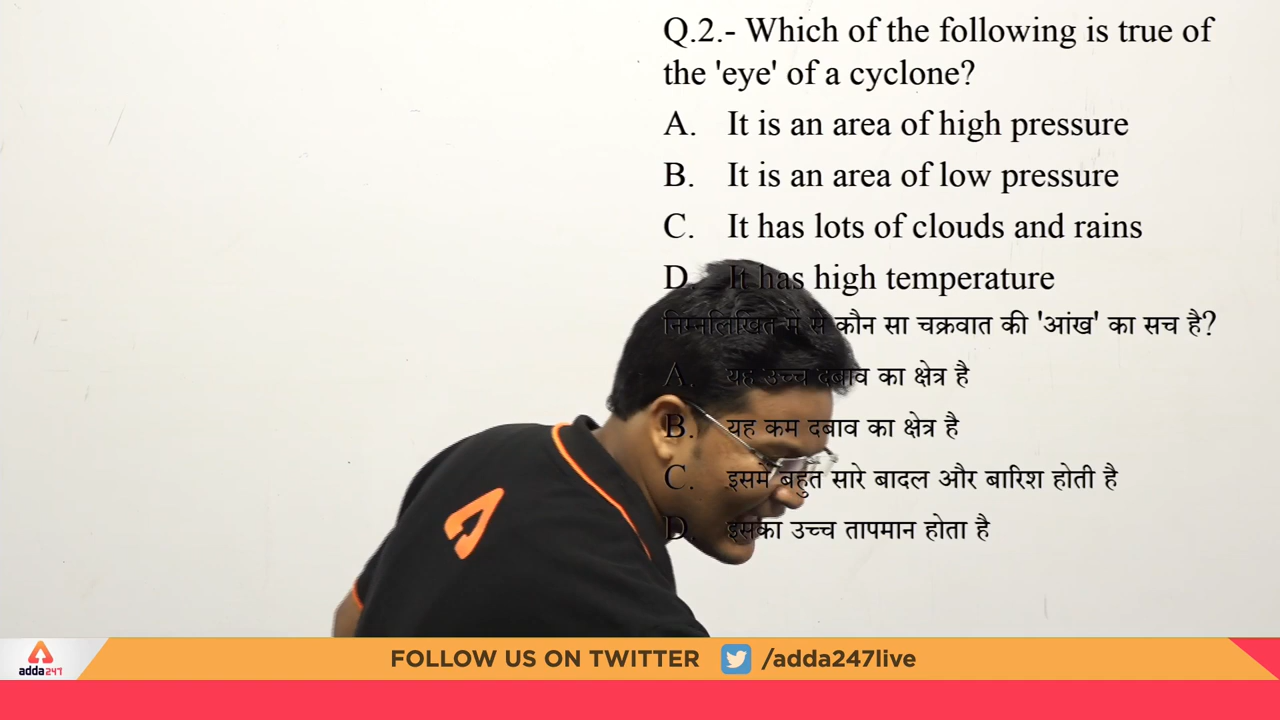 Q.2.- Which of the following is true of
the 'eye' of a cyclone?
A. It is an area of high pressure
B. It is an area of low pressure
C. It has lots of clouds and rains
D. It has high temperature
निम्नलिखित में से कौन सा चक्रवात की 'आंख' का सच है?
A. यह उच्च दबाव का क्षेत्र है
B. यह कम दबाव का क्षेत्र है
C. इसमें बहुत सारे बादल और बारिश होती है
D. इसका उच्च तापमान होता है
adda247
FOLLOW US ON TWITTER /adda247live